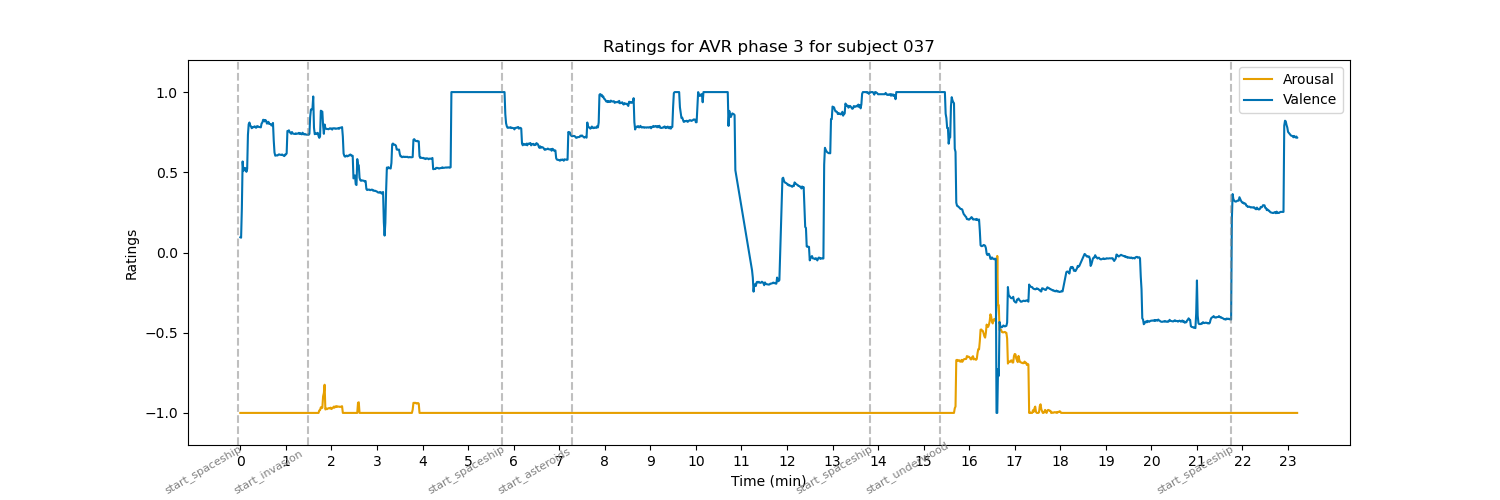 Ratings for AVR phase 3 for subject 037
Arousal
Valence
Ratings
1.0
0.5
0.0
−0.5
−1.0
0 1 2 3 4 5 6 7 8 9 10 11 12 13 14 15 16 17 18 19 20 21 22 23
start_spaceship start_invasion start_spaceship start_asteroids start_spaceship start_underwood start_spaceship
Time (min)